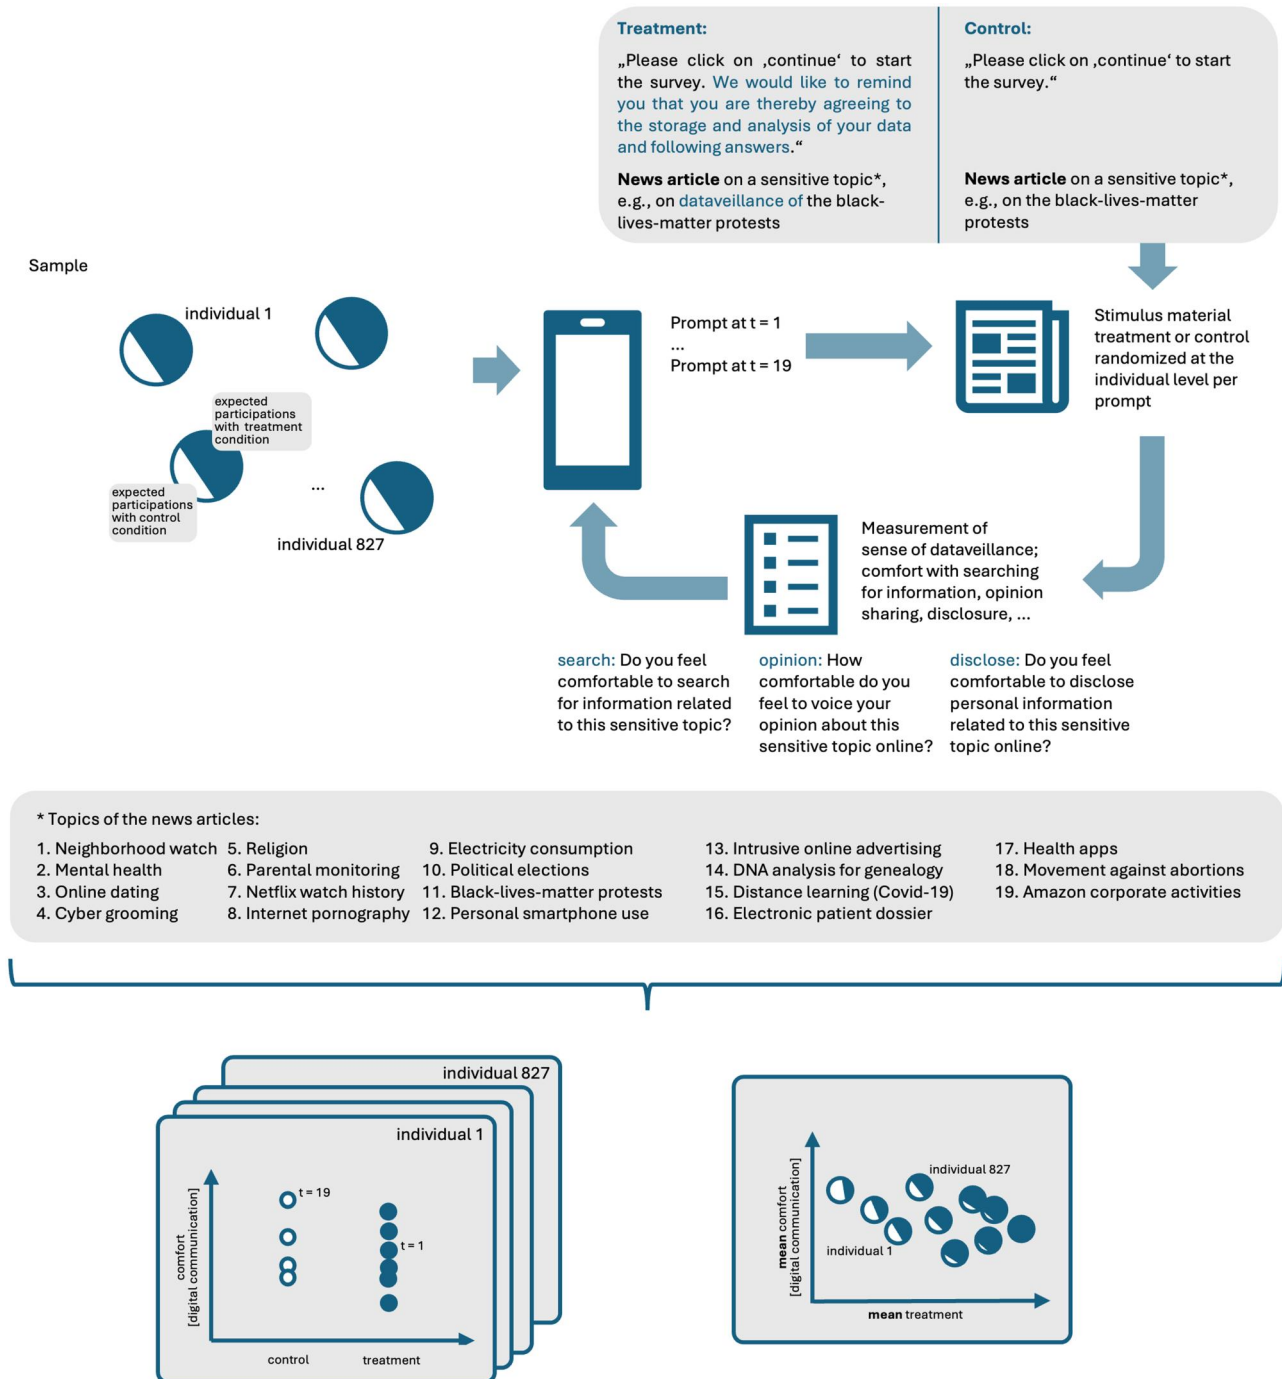 Treatment:
„Please click on ‚continue‘ to start
the survey. We would like to remind
you that you are thereby agreeing to
the storage and analysis of your data
and following answers.“
News article on a sensitive topic*,
e.g., on dataveillance of the black-
lives-matter protests
Control:
„Please click on ‚continue‘ to start
the survey.“
News article on a sensitive topic*,
e.g., on the black-lives-matter
protests
Sample
individual 1
expected
participations
with treatment
condition
expected
participations
with control
condition
...
individual 827
Prompt at t = 1
...
Prompt at t = 19
Stimulus material
treatment or control
randomized at the
individual level per
prompt
Measurement of
sense of dataveillance;
comfort with searching
for information, opinion
sharing, disclosure, ...
search: Do you feel
comfortable to search
for information related
to this sensitive topic?
opinion: How
comfortable do you
feel to voice your
opinion about this
sensitive topic online?
disclose: Do you feel
comfortable to disclose
personal information
related to this sensitive
topic online?
* Topics of the news articles:
1. Neighborhood watch
2. Mental health
3. Online dating
4. Cyber grooming
5. Religion
6. Parental monitoring
7. Netflix watch history
8. Internet pornography
9. Electricity consumption
10. Political elections
11. Black-lives-matter protests
12. Personal smartphone use
13. Intrusive online advertising
14. DNA analysis for genealogy
15. Distance learning (Covid-19)
16. Electronic patient dossier
17. Health apps
18. Movement against abortions
19. Amazon corporate activities
individual 827
individual 1
comfort
[digital communication]
t = 19
t = 1
control
treatment
mean comfort
[digital communication]
individual 827
individual 1
mean treatment